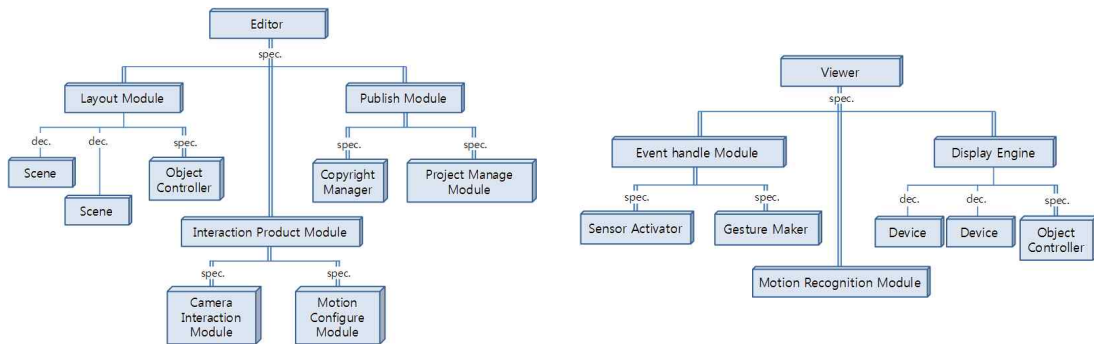 Editor
spec.
Layout Module
Publish Module
dec.
dec.
spec.
spec.
spec.
Scene
Scene
Object
Controller
Copyright
Manager
Project Manage
Module
Interaction Product Module
spec.
spec.
Camera
Interaction
Module
Motion
Configure
Module
Viewer
spec.
Event handle Module
Display Engine
spec.
spec.
dec.
dec.
spec.
Sensor Activator
Gesture Maker
Device
Device
Object
Controller
Motion Recognition Module